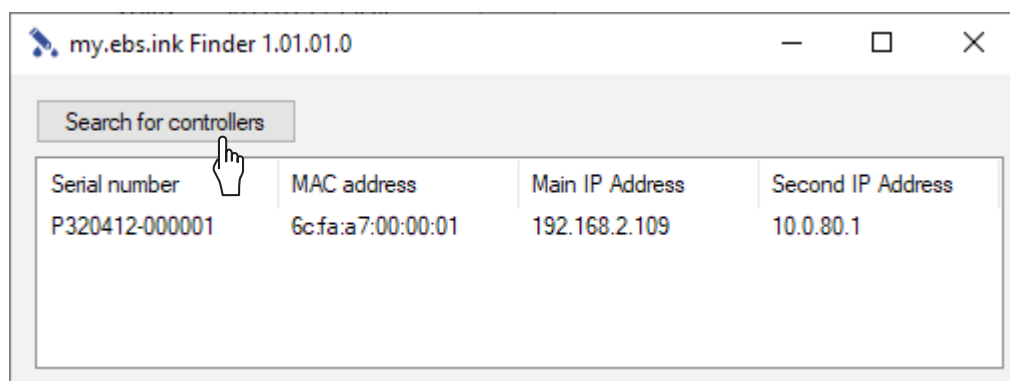 my.ebs.ink Finder 1.01.01.0
Search for controllers
Serial number MAC address Main IP Address Second IP Address
P320412-000001 6c:fa:a7:00:00:01 192.168.2.109 10.0.80.1